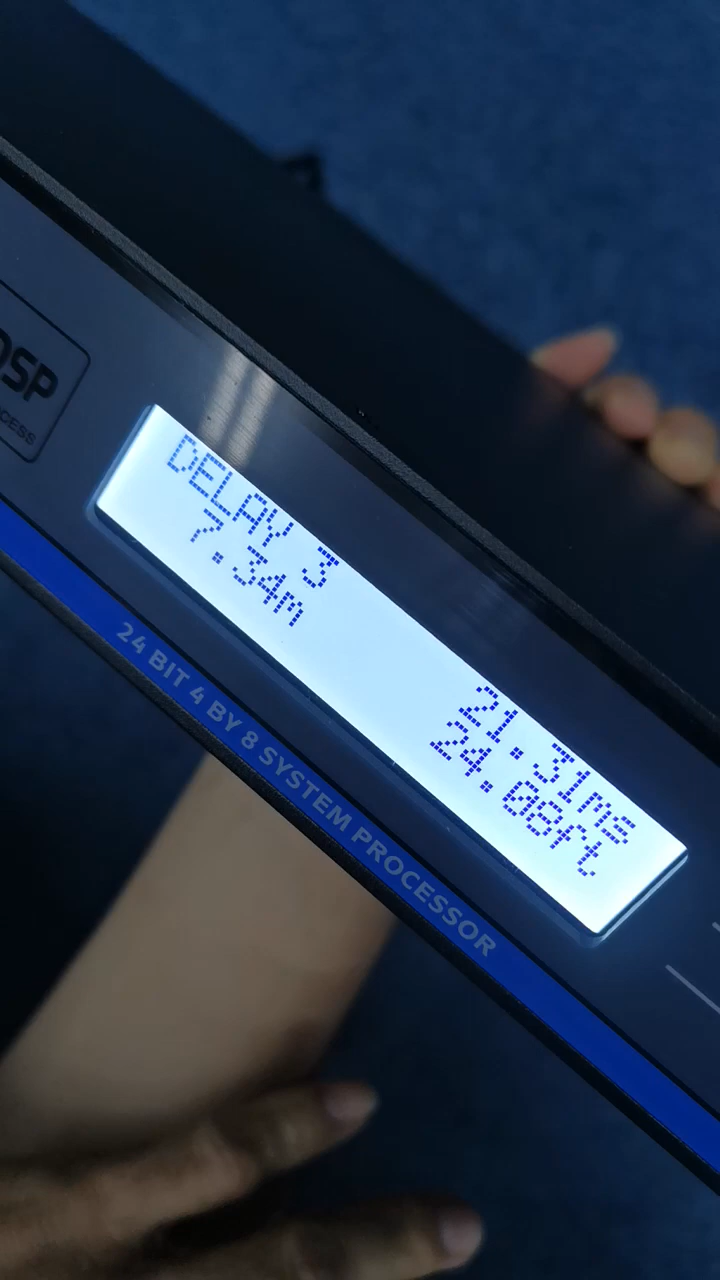 DSP
DELAY 3 21.31ms
7.34m 24.08ft
24 BIT 4 BY 8 SYSTEM PROCESSOR